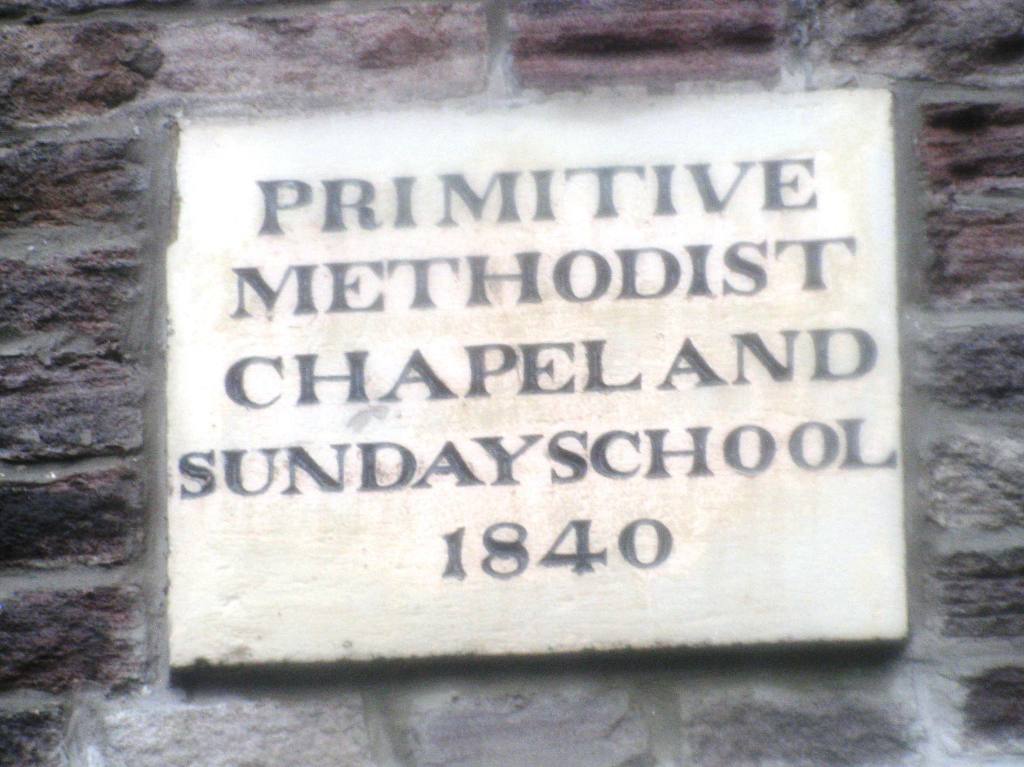 PRIMITIVE
METHODIST
CHAPEL AND
SUNDAY SCHOOL
1840